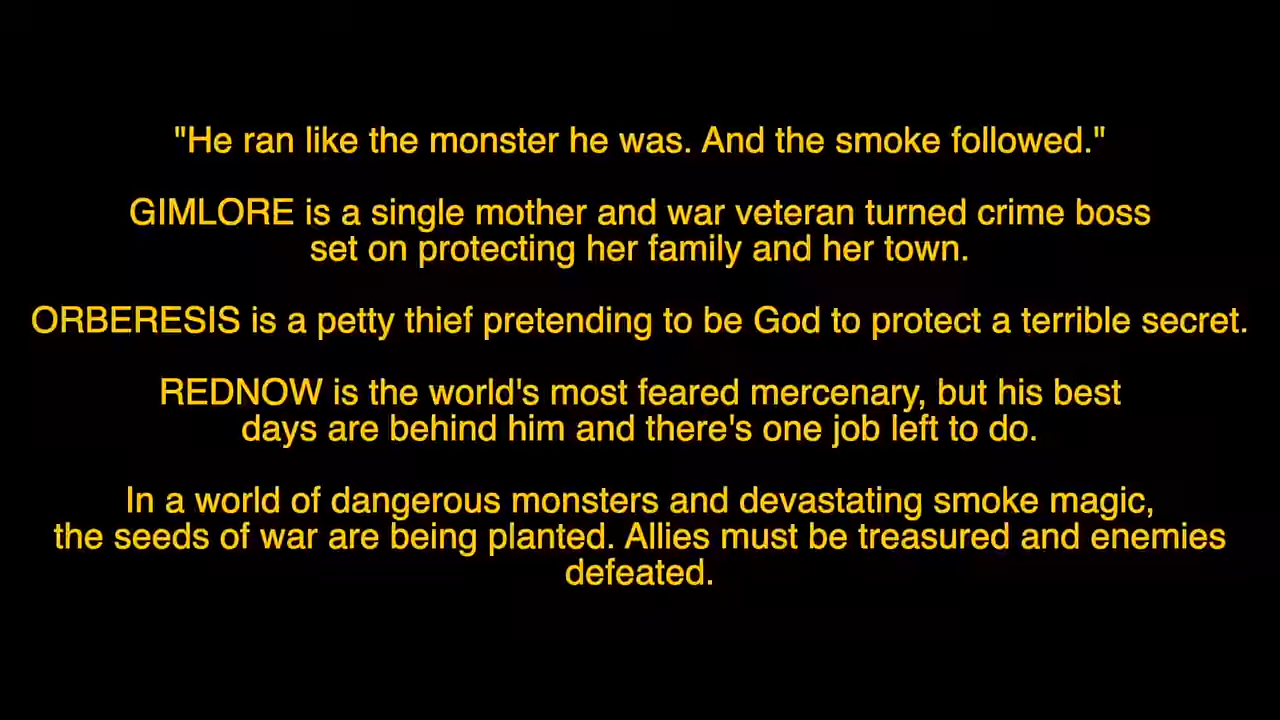 "He ran like the monster he was. And the smoke followed."
GIMLORE is a single mother and war veteran turned crime boss
set on protecting her family and her town.
ORBERESIS is a petty thief pretending to be God to protect a terrible secret.
REDNOW is the world's most feared mercenary, but his best
days are behind him and there's one job left to do.
In a world of dangerous monsters and devastating smoke magic,
the seeds of war are being planted. Allies must be treasured and enemies
defeated.